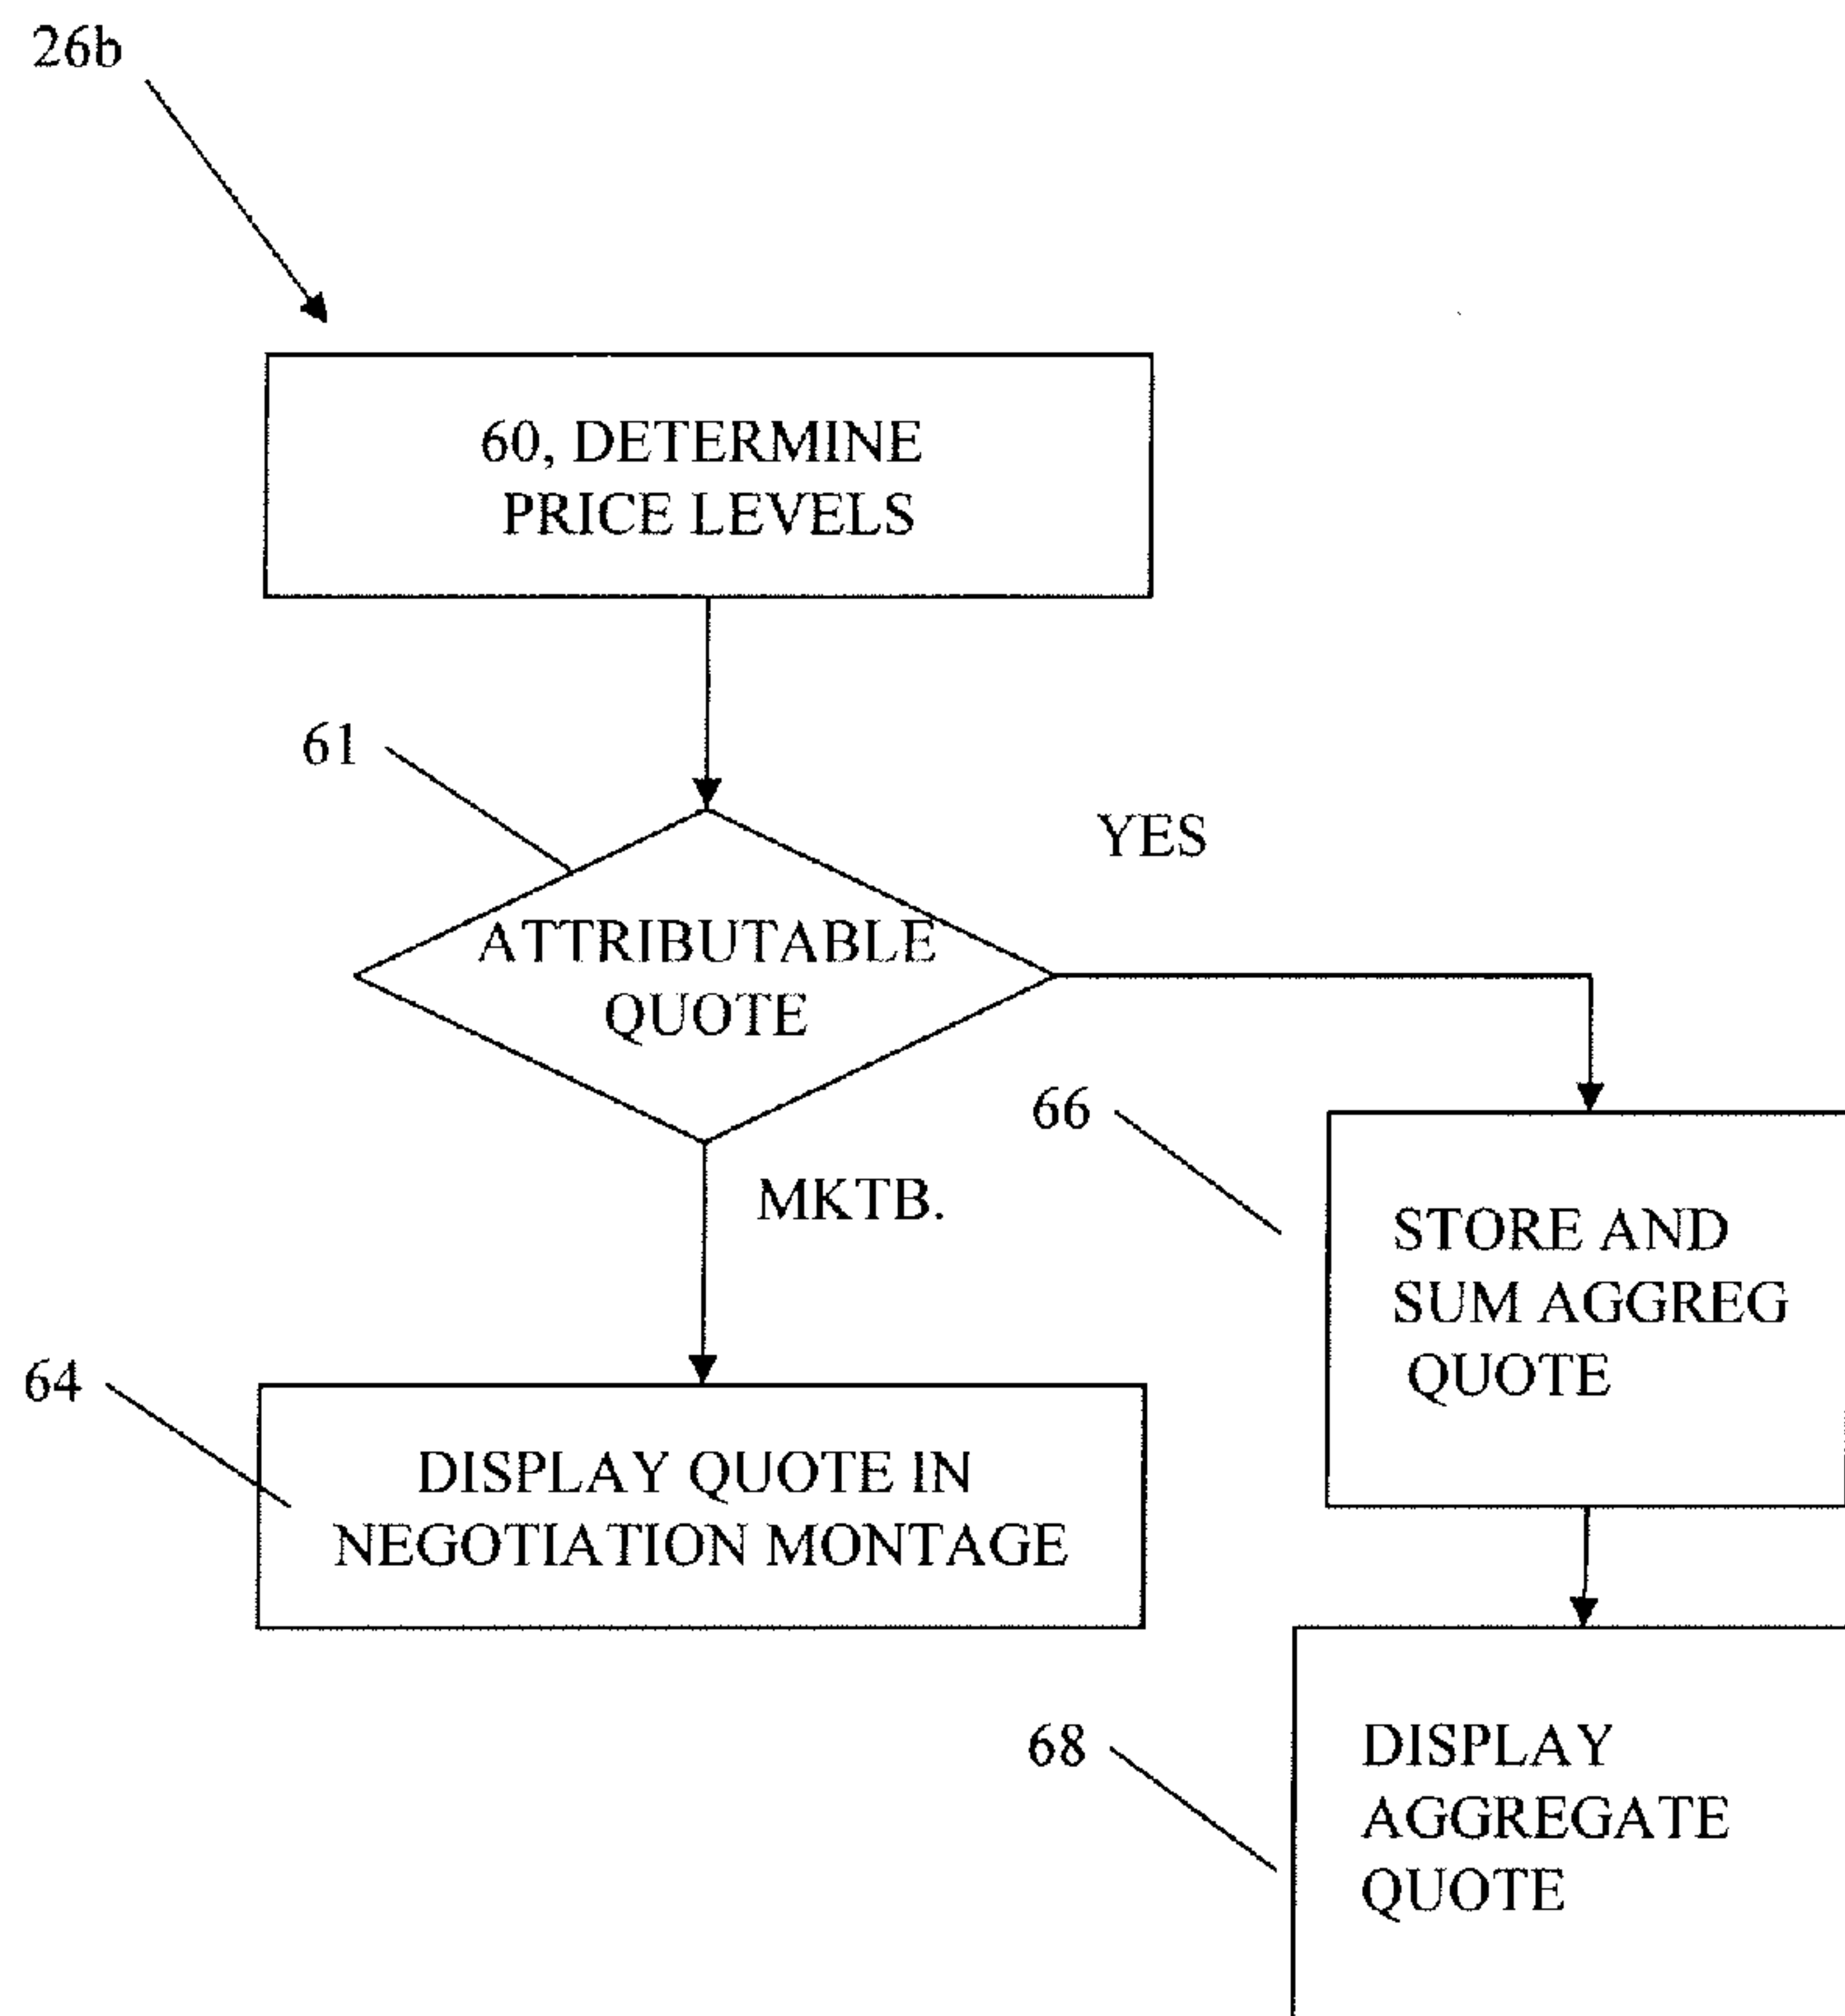 26b
60, DETERMINE
PRICE LEVELS
61
YES
ATTRIBUTABLE
QUOTE
66
MKTB.
STORE AND
SUM AGGREG
QUOTE
64
DISPLAY QUOTE IN
NEGOTIATION MONTAGE
68
DISPLAY
AGGREGATE
QUOTE